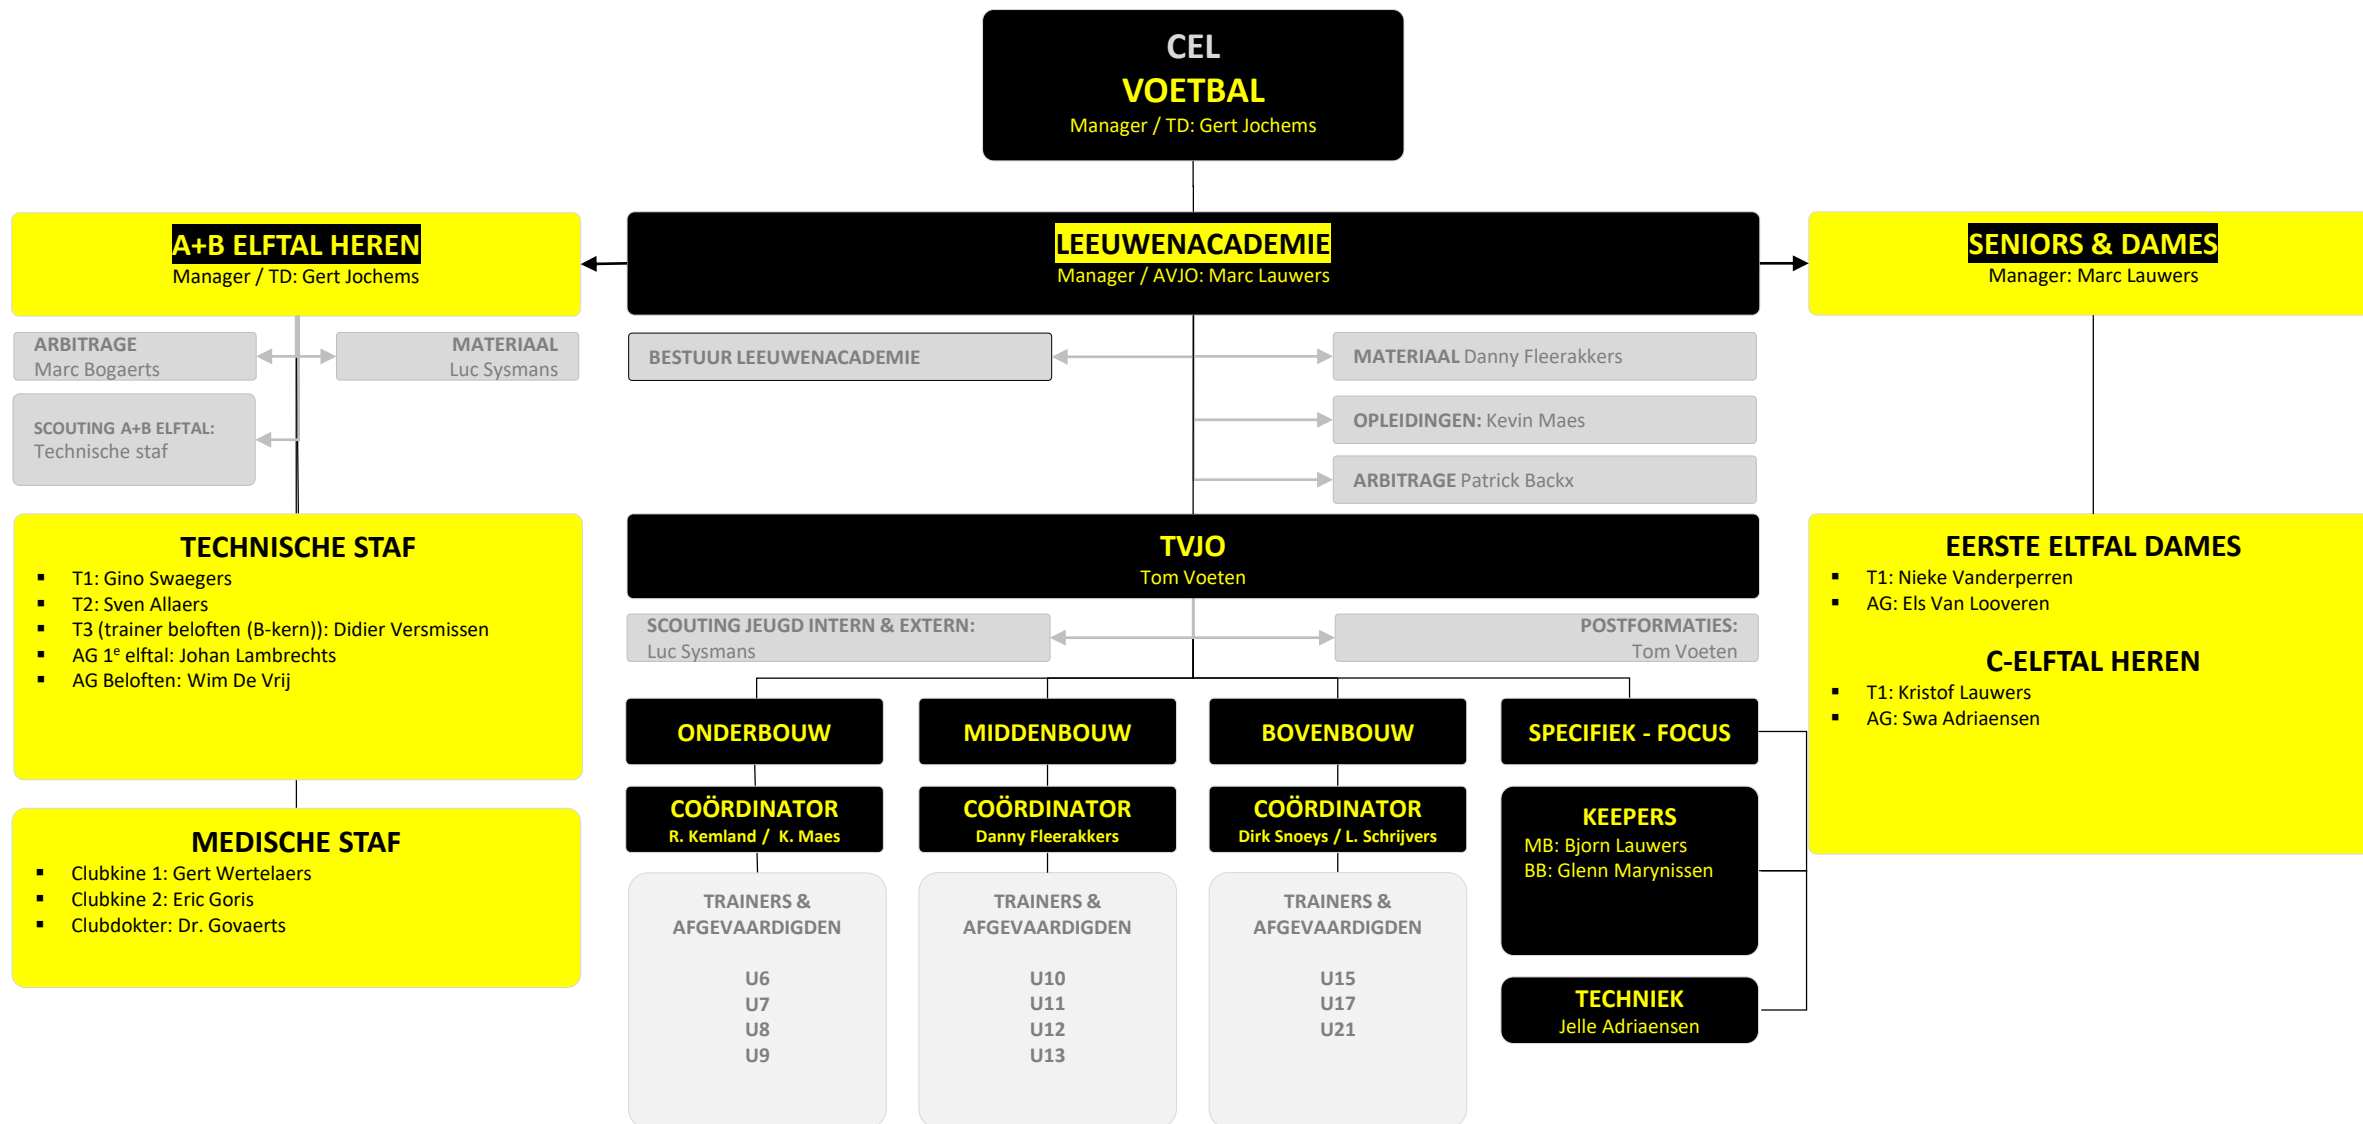 CEL
VOETBAL
Manager / TD: Gert Jochems
A+B ELFTAL HEREN
Manager / TD: Gert Jochems
LEEUWENACADEMIE
Manager / AVJO: Marc Lauwers
SENIORS & DAMES
Manager: Marc Lauwers
ARBITRAGE
Marc Bogaerts
MATERIAAL
Luc Sysmans
SCOUTING A+B ELFTAL:
Technische staf
BESTUUR LEEUWENACADEMIE
MATERIAAL Danny Fleerakkers
OPLEIDINGEN: Kevin Maes
ARBITRAGE Patrick Backx
TECHNISCHE STAF
▪ T1: Gino Swaegers
▪ T2: Sven Allaers
▪ T3 (trainer beloften (B-kern)): Didier Versmissen
▪ AG 1e elftal: Johan Lambrechts
▪ AG Beloften: Wim De Vrij
MEDISCHE STAF
▪ Clubkine 1: Gert Wertelaers
▪ Clubkine 2: Eric Goris
▪ Clubdokter: Dr. Govaerts
TVJO
Tom Voeten
SCOUTING JEUGD INTERN & EXTERN:
Luc Sysmans
POSTFORMATIES:
Tom Voeten
ONDERBOUW
COÖRDINATOR
R. Kemland / K. Maes
TRAINERS &
AFGEVAARDIGDEN
U6
U7
U8
U9
MIDDENBOUW
COÖRDINATOR
Danny Fleerakkers
TRAINERS &
AFGEVAARDIGDEN
U10
U11
U12
U13
BOVENBOUW
COÖRDINATOR
Dirk Snoeys / L. Schrijvers
TRAINERS &
AFGEVAARDIGDEN
U15
U17
U21
SPECIFIEK - FOCUS
KEEPERS
MB: Bjorn Lauwers
BB: Glenn Marynissen
TECHNIEK
Jelle Adriaensen
EERSTE ELTFAL DAMES
▪ T1: Nieke Vanderperren
▪ AG: Els Van Looveren
C-ELFTAL HEREN
▪ T1: Kristof Lauwers
▪ AG: Swa Adriaensen